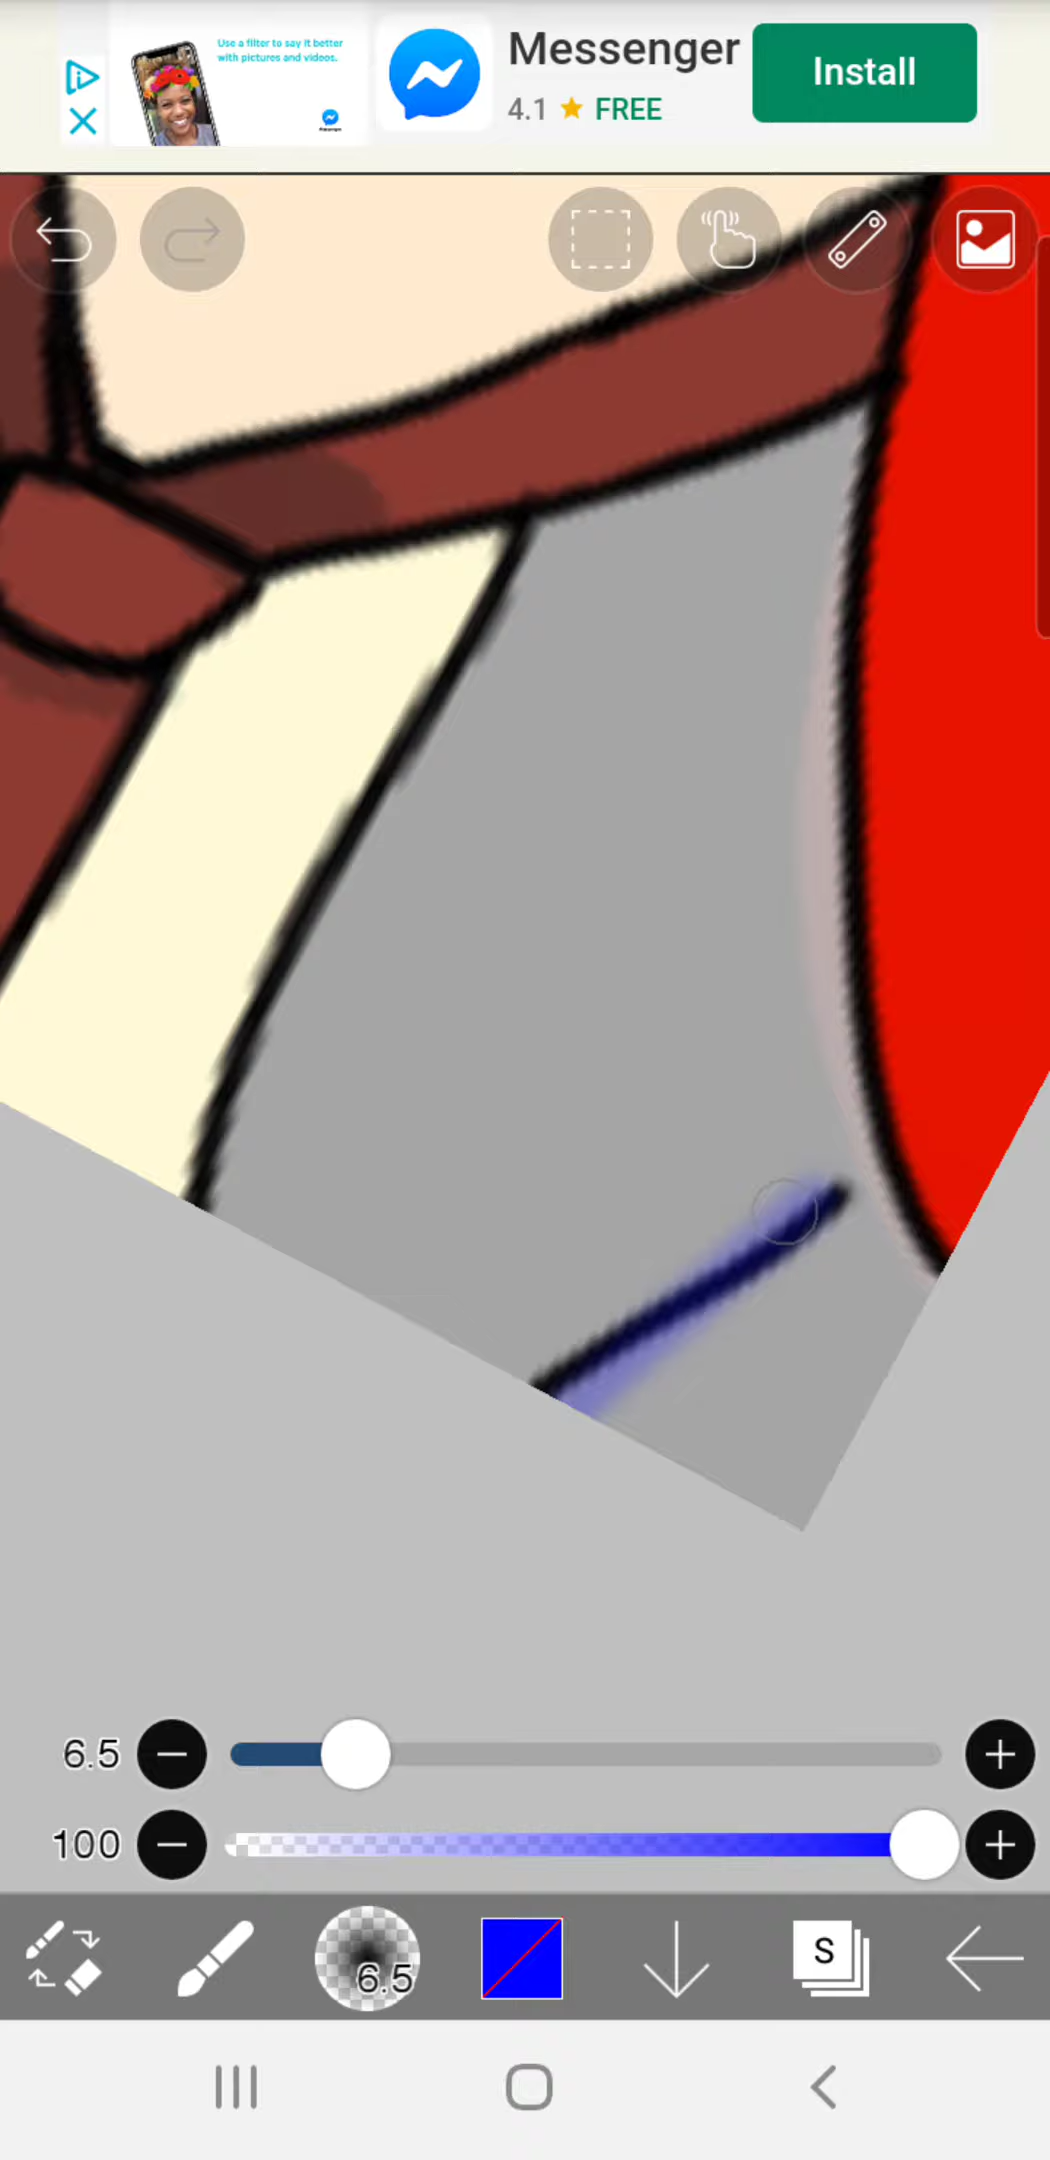 Use a filter to say it better
with pictures and videos.
Messenger
4.1 FREE
Install
6.5
100
6.5
S